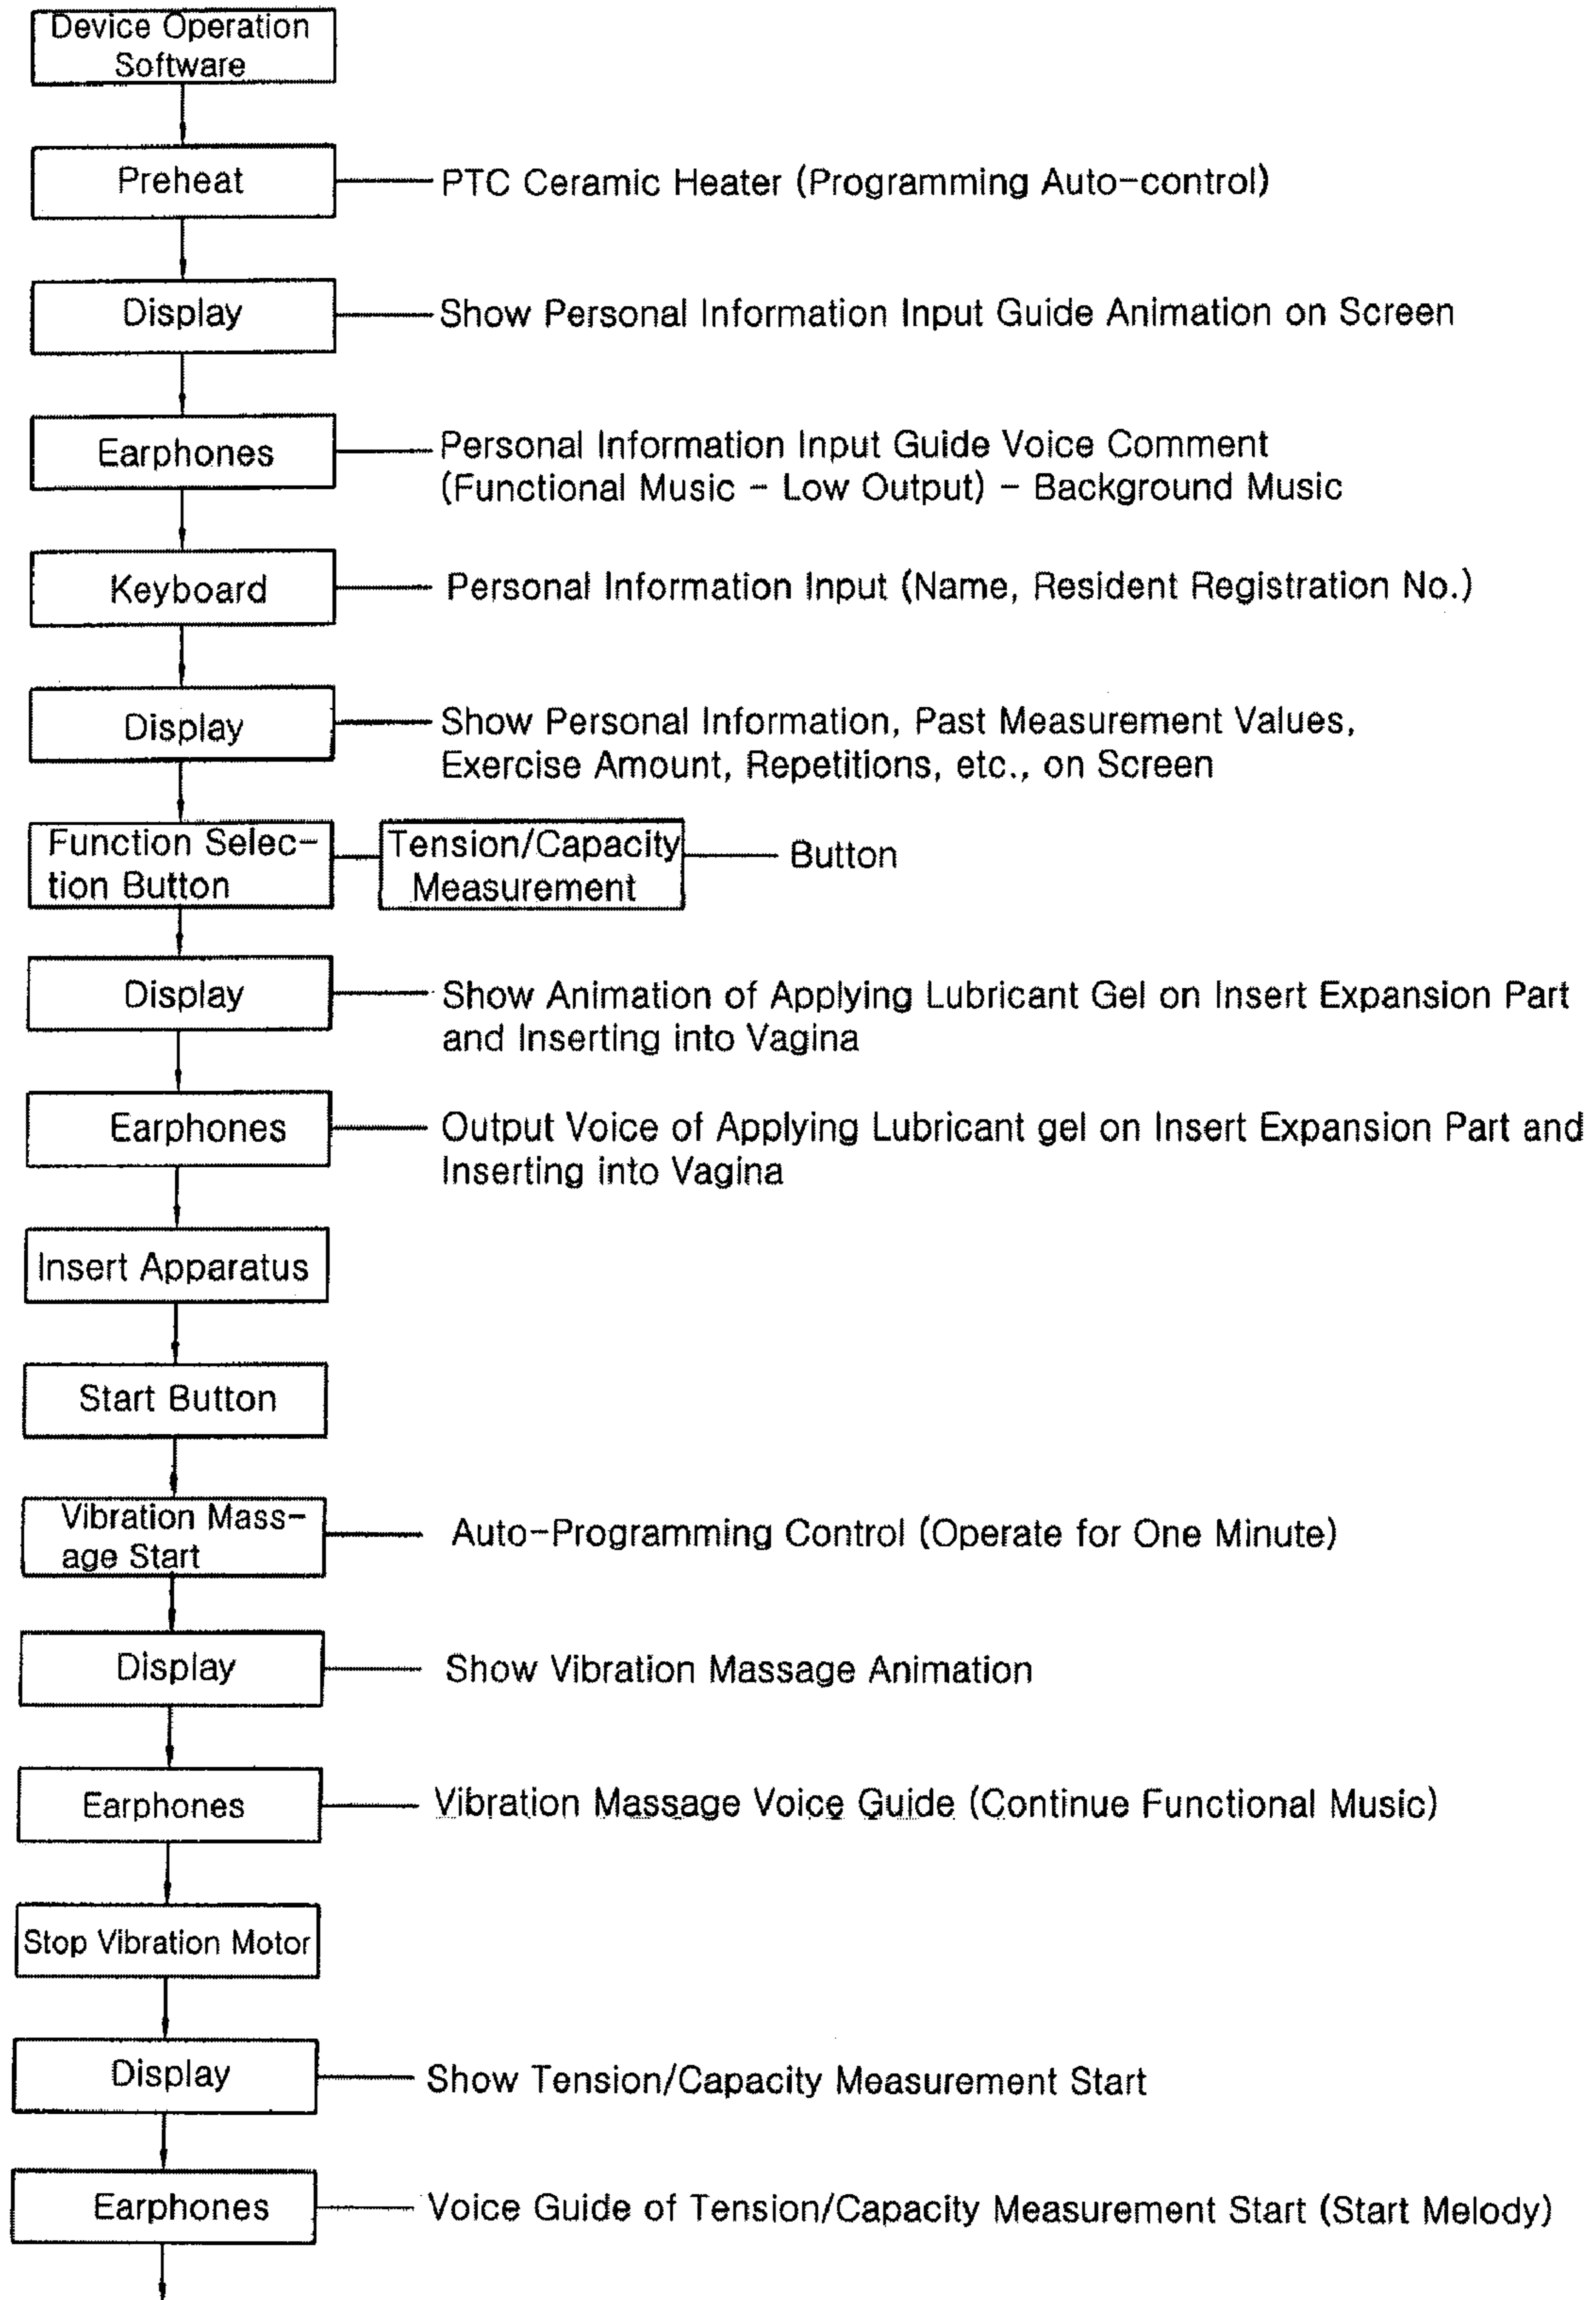 Device Operation
Software
Preheat
PTC Ceramic Heater (Programming Auto-control)
Display
Show Personal Information Input Guide Animation on Screen
Earphones
Personal Information Input Guide Voice Comment
(Functional Music - Low Output) - Background Music
Keyboard
Personal Information Input (Name, Resident Registration No.)
Display
Show Personal Information, Past Measurement Values,
Exercise Amount, Repetitions, etc., on Screen
Function Selec-
tion Button
Tension/Capacity
Measurement
Button
Display
Show Animation of Applying Lubricant Gel on Insert Expansion Part
and Inserting into Vagina
Earphones
Output Voice of Applying Lubricant gel on Insert Expansion Part and
Inserting into Vagina
Insert Apparatus
Start Button
Vibration Mass-
age Start
Auto-Programming Control (Operate for One Minute)
Display
Show Vibration Massage Animation
Earphones
Vibration Massage Voice Guide (Continue Functional Music)
Stop Vibration Motor
Display
Show Tension/Capacity Measurement Start
Earphones
Voice Guide of Tension/Capacity Measurement Start (Start Melody)